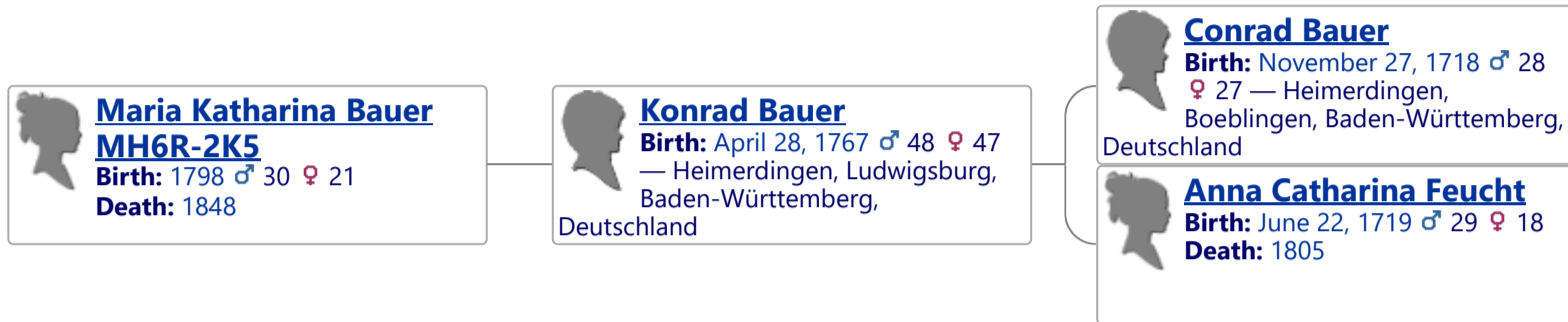 Maria Katharina Bauer
MH6R-2K5
Birth: 1798 ♂ 30 ♀ 21
Death: 1848
Konrad Bauer
Birth: April 28, 1767 ♂ 48 ♀ 47
— Heimerdingen, Ludwigsburg,
Baden-Württemberg,
Deutschland
Conrad Bauer
Birth: November 27, 1718 ♂ 28
♀ 27 — Heimerdingen,
Boeblingen, Baden-Württemberg,
Deutschland
Anna Catharina Feucht
Birth: June 22, 1719 ♂ 29 ♀ 18
Death: 1805